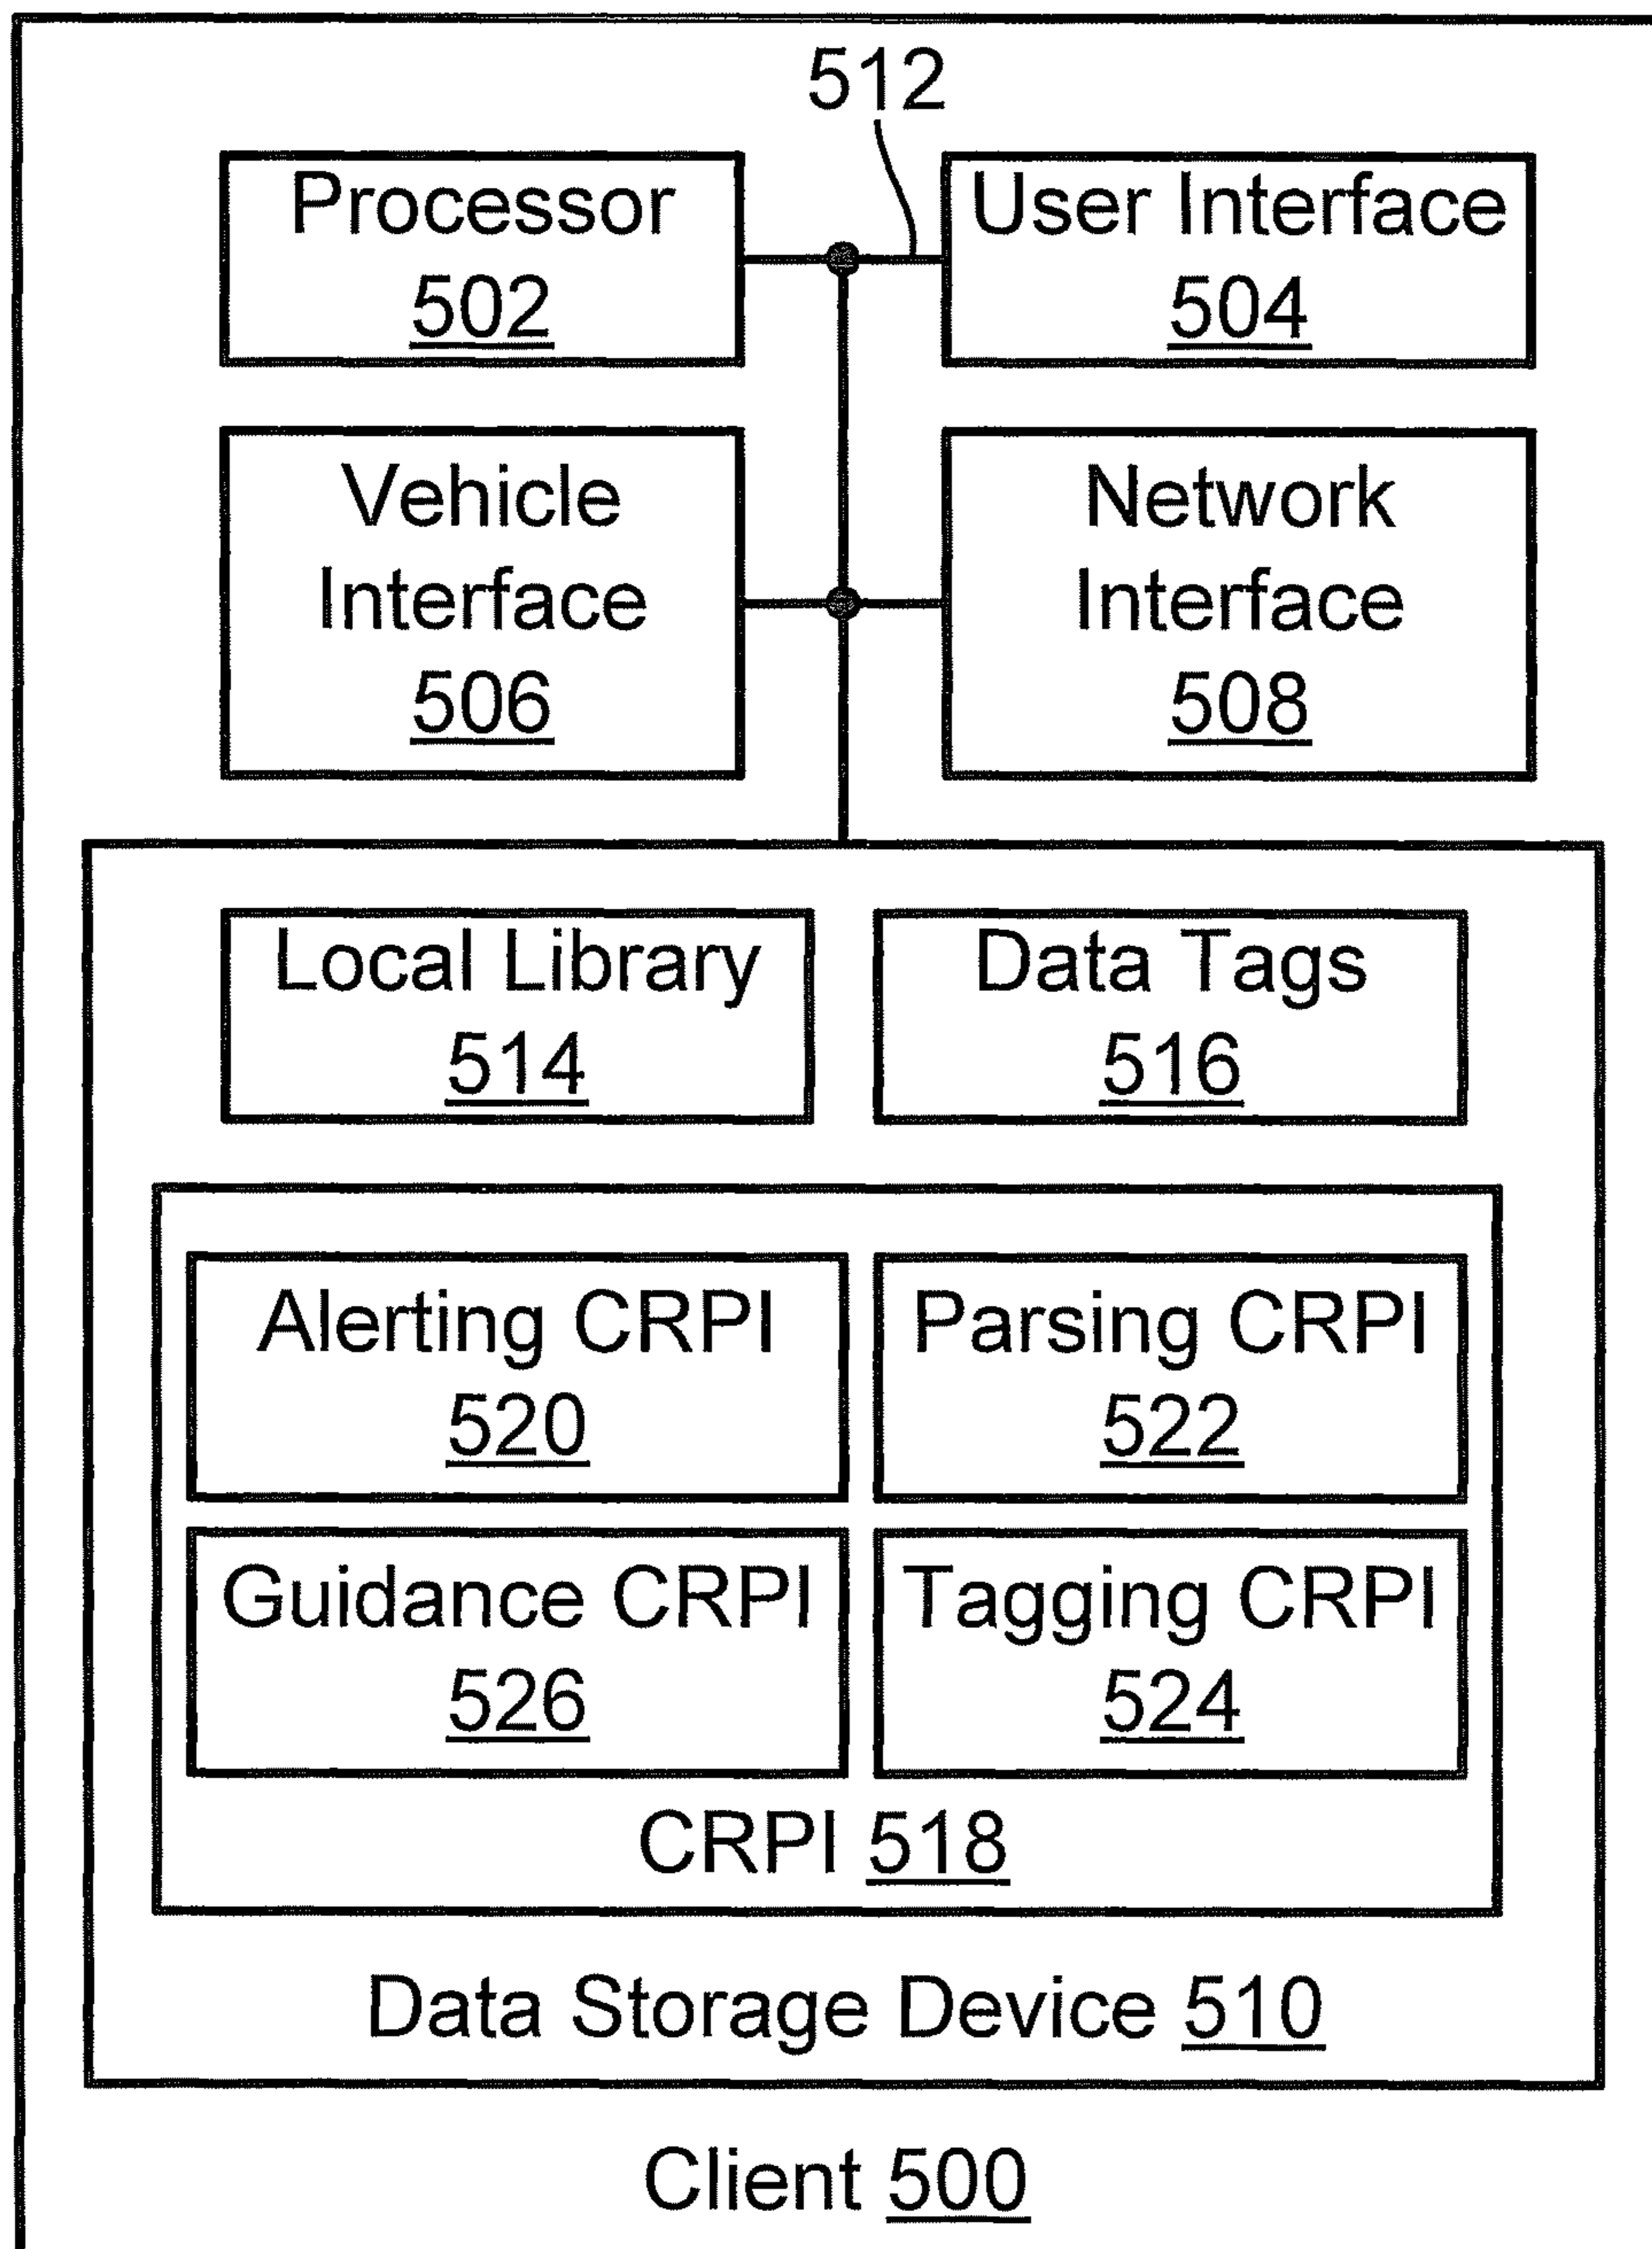 512
Processor
502
User Interface
504
Vehicle
Interface
506
Network
Interface
508
Local Library
514
Data Tags
516
Alerting CRPI
520
Parsing CRPI
522
Guidance CRPI
526
Tagging CRPI
524
CRPI 518
Data Storage Device 510
Client 500